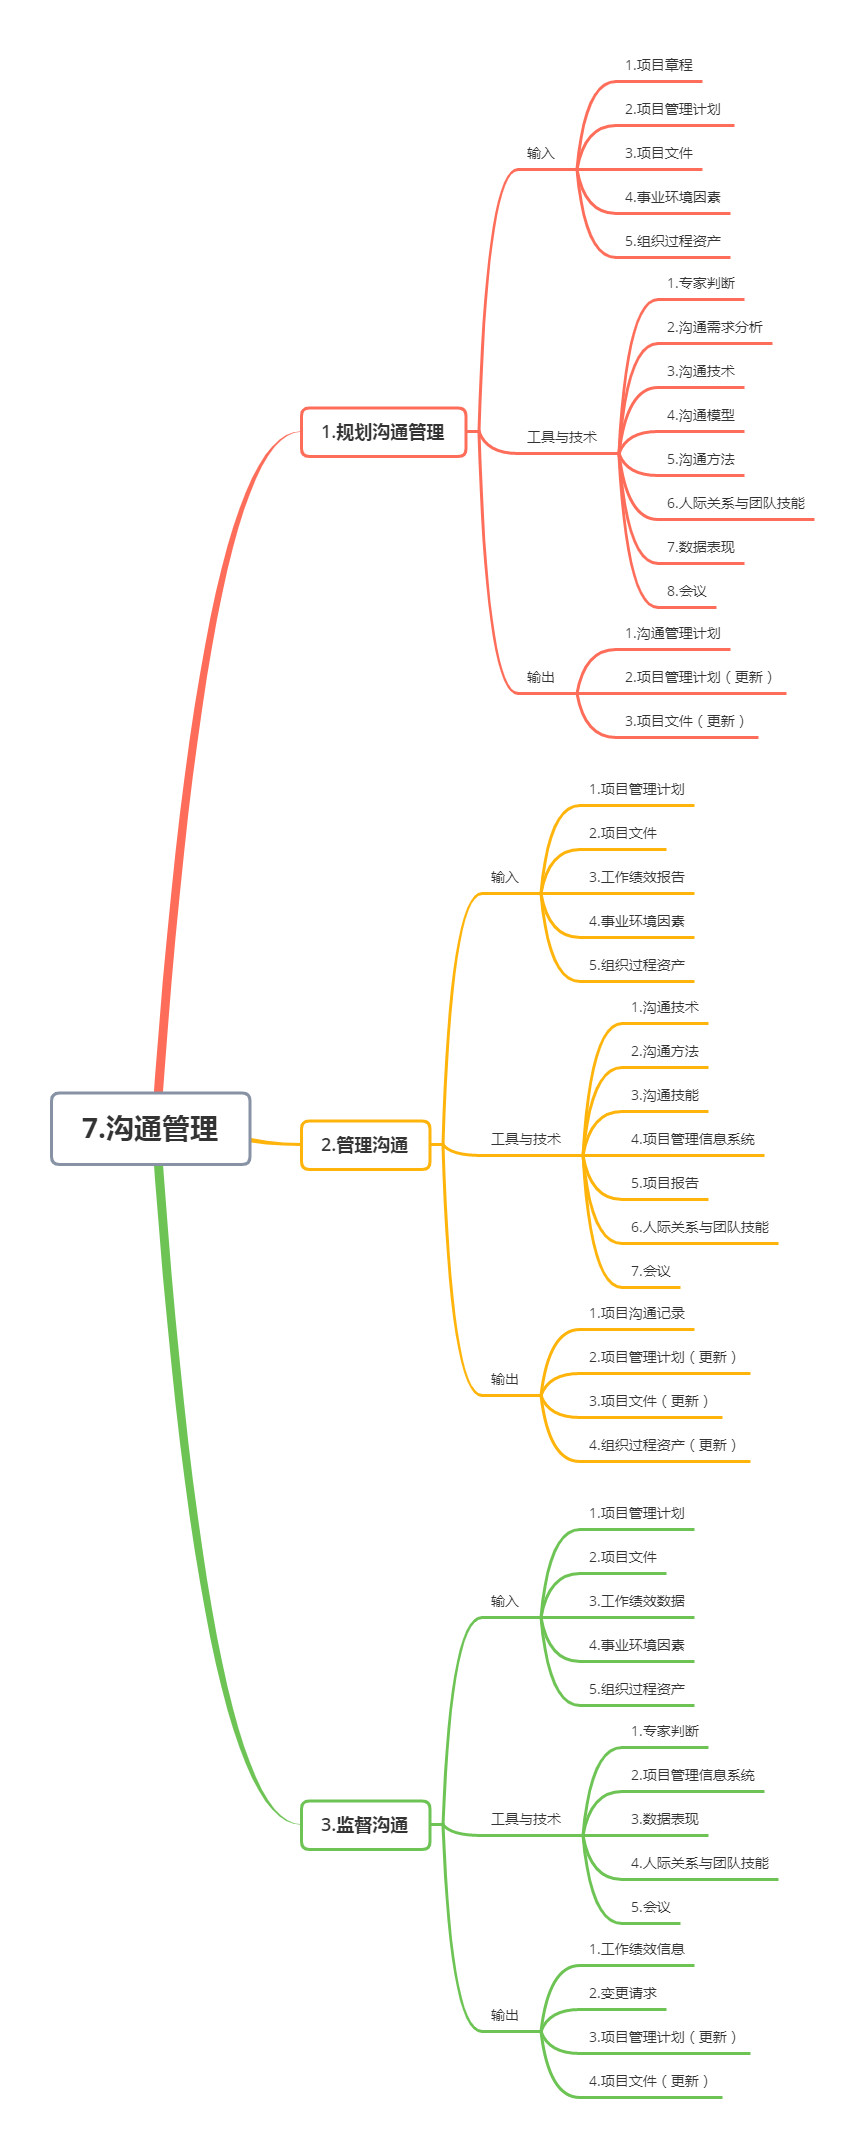 7.沟通管理
1.规划沟通管理
输入
1.项目章程
2.项目管理计划
3.项目文件
4.事业环境因素
5.组织过程资产
工具与技术
1.专家判断
2.沟通需求分析
3.沟通技术
4.沟通模型
5.沟通方法
6.人际关系与团队技能
7.数据表现
8.会议
输出
1.沟通管理计划
2.项目管理计划（更新）
3.项目文件（更新）
2.管理沟通
输入
1.项目管理计划
2.项目文件
3.工作绩效报告
4.事业环境因素
5.组织过程资产
工具与技术
1.沟通技术
2.沟通方法
3.沟通技能
4.项目管理信息系统
5.项目报告
6.人际关系与团队技能
7.会议
输出
1.项目沟通记录
2.项目管理计划（更新）
3.项目文件（更新）
4.组织过程资产（更新）
3.监督沟通
输入
1.项目管理计划
2.项目文件
3.工作绩效数据
4.事业环境因素
5.组织过程资产
工具与技术
1.专家判断
2.项目管理信息系统
3.数据表现
4.人际关系与团队技能
5.会议
输出
1.工作绩效信息
2.变更请求
3.项目管理计划（更新）
4.项目文件（更新）